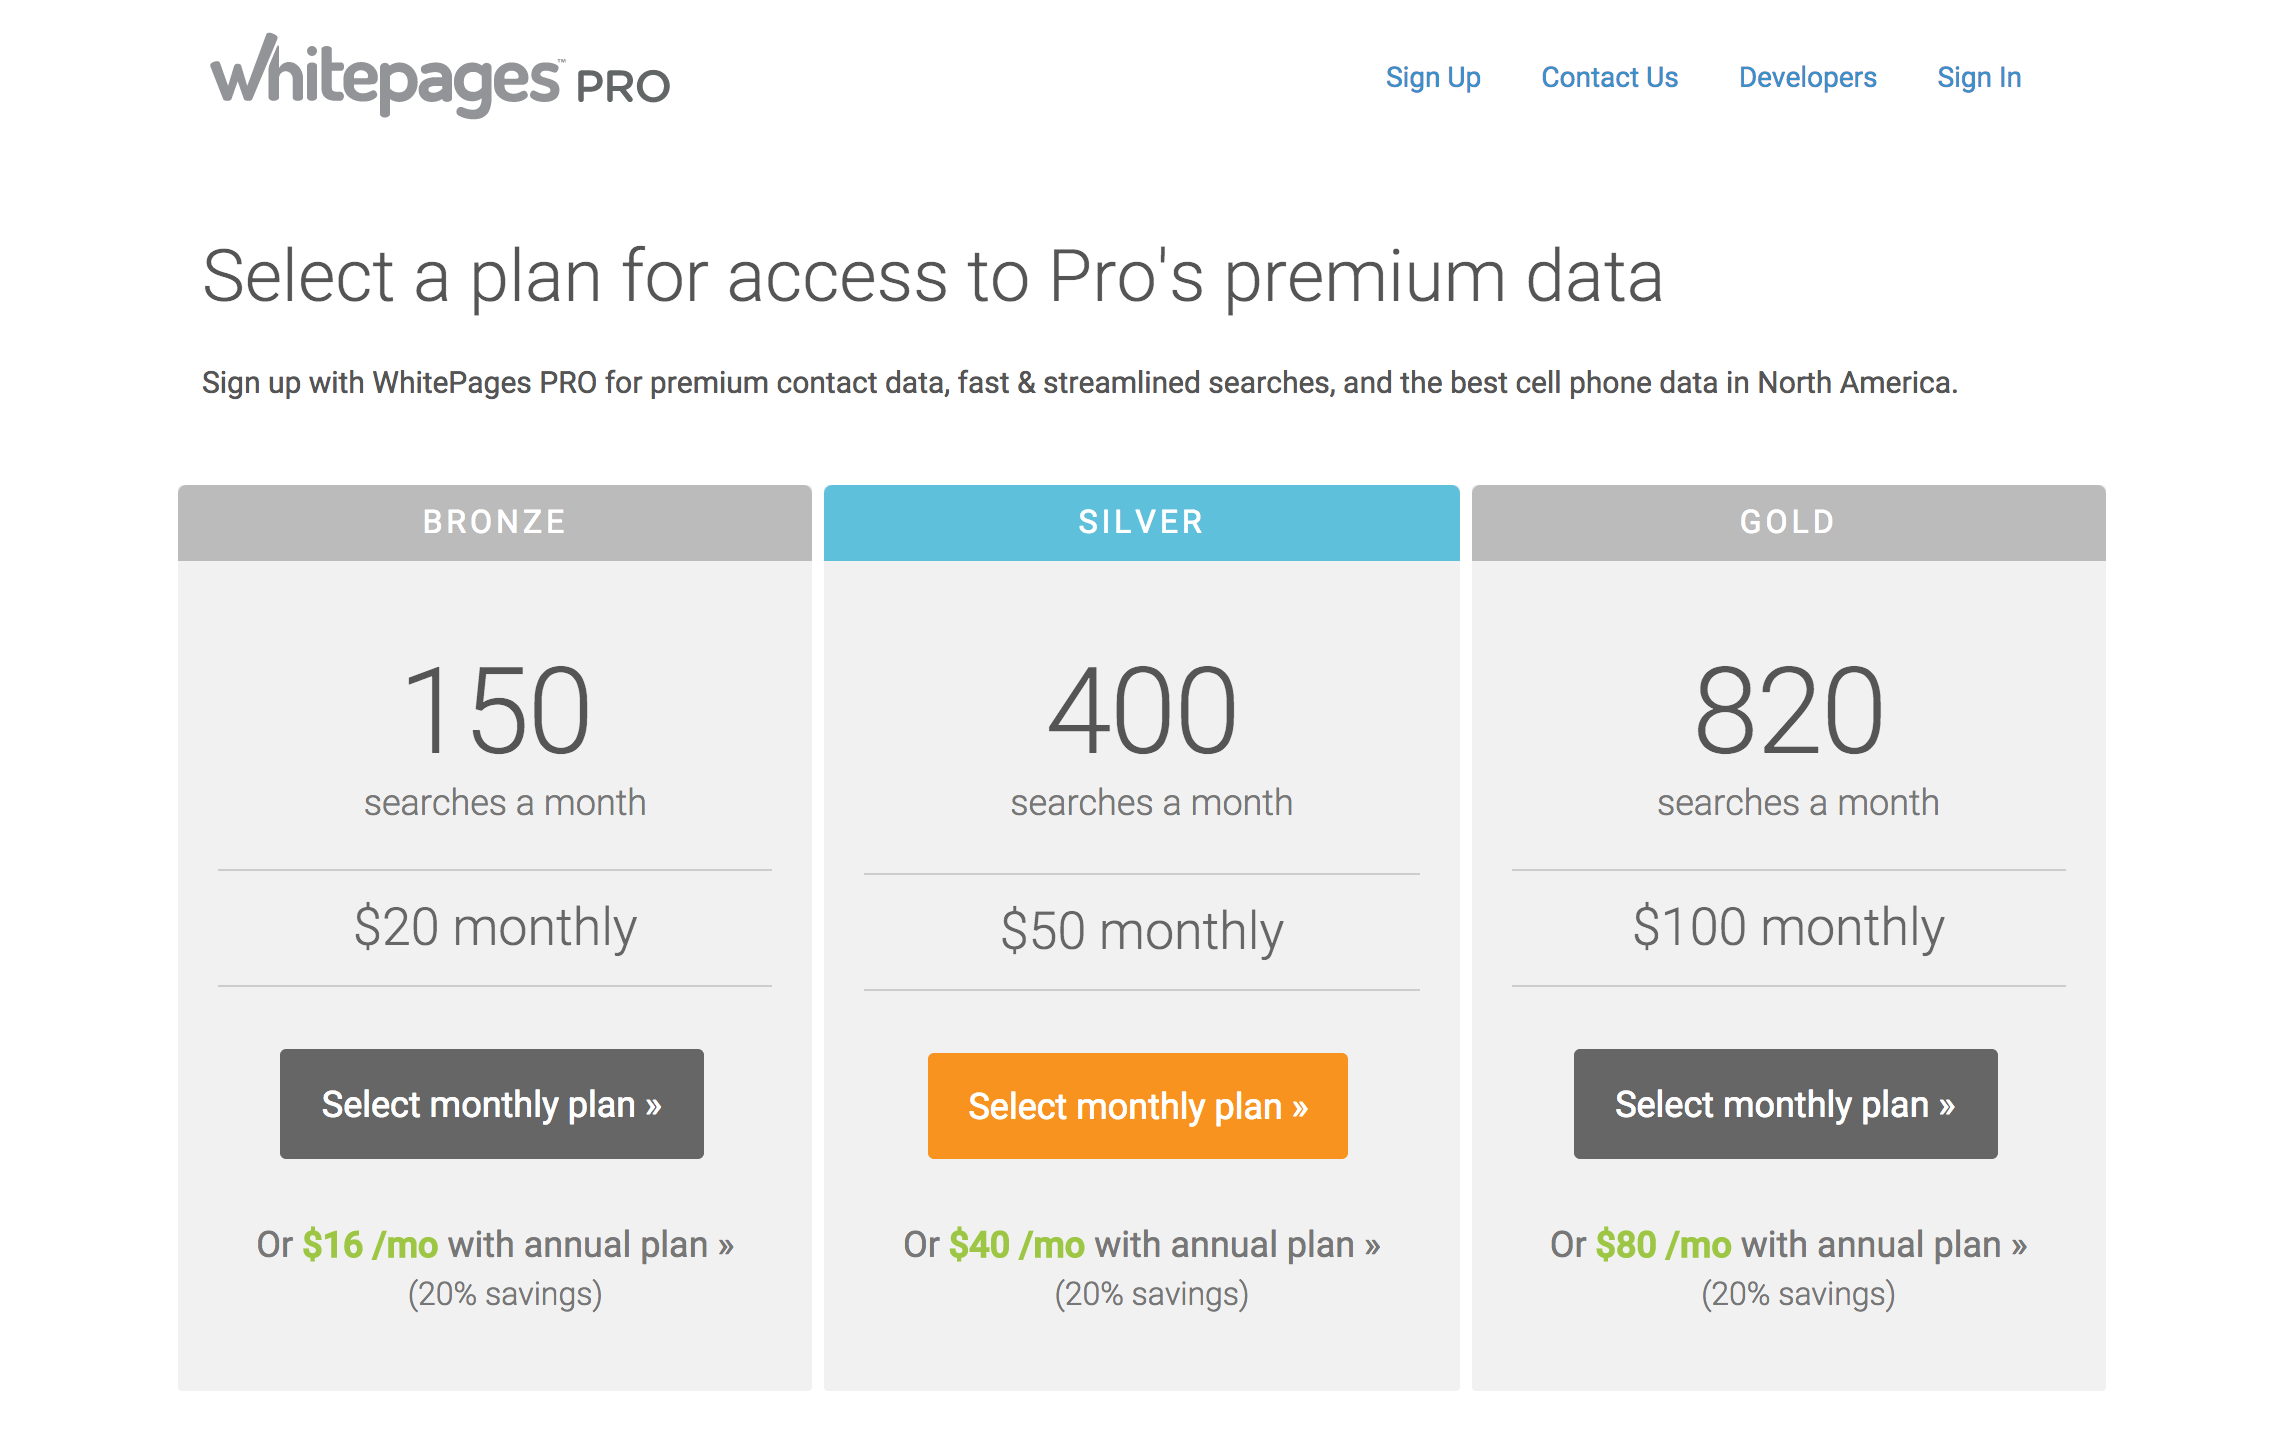 whitepages™ PRO
Sign Up Contact Us Developers Sign In
Select a plan for access to Pro's premium data
Sign up with WhitePages PRO for premium contact data, fast & streamlined searches, and the best cell phone data in North America.
BRONZE
150
searches a month
$20 monthly
Select monthly plan »
Or $16 /mo with annual plan »
(20% savings)
SILVER
400
searches a month
$50 monthly
Select monthly plan »
Or $40 /mo with annual plan »
(20% savings)
GOLD
820
searches a month
$100 monthly
Select monthly plan »
Or $80 /mo with annual plan »
(20% savings)